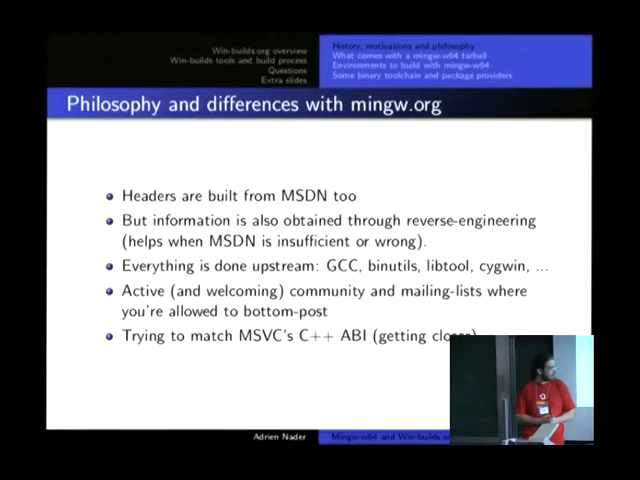 Win-builds.org overview
Win-builds tools and build process
Questions
Extra slides
History, motivations and philosophy
What comes with a mingw-w64 tarball
Environments to build with mingw-w64
Some binary toolchain and package providers
Philosophy and differences with mingw.org
Headers are built from MSDN too
But information is also obtained through reverse-engineering
(helps when MSDN is insufficient or wrong).
Everything is done upstream: GCC, binutils, libtool, cygwin, ...
Active (and welcoming) community and mailing-lists where
you're allowed to bottom-post
Trying to match MSVC's C++ ABI (getting closer)
Adrien Nader
Mingw-w64 and Win-builds.org